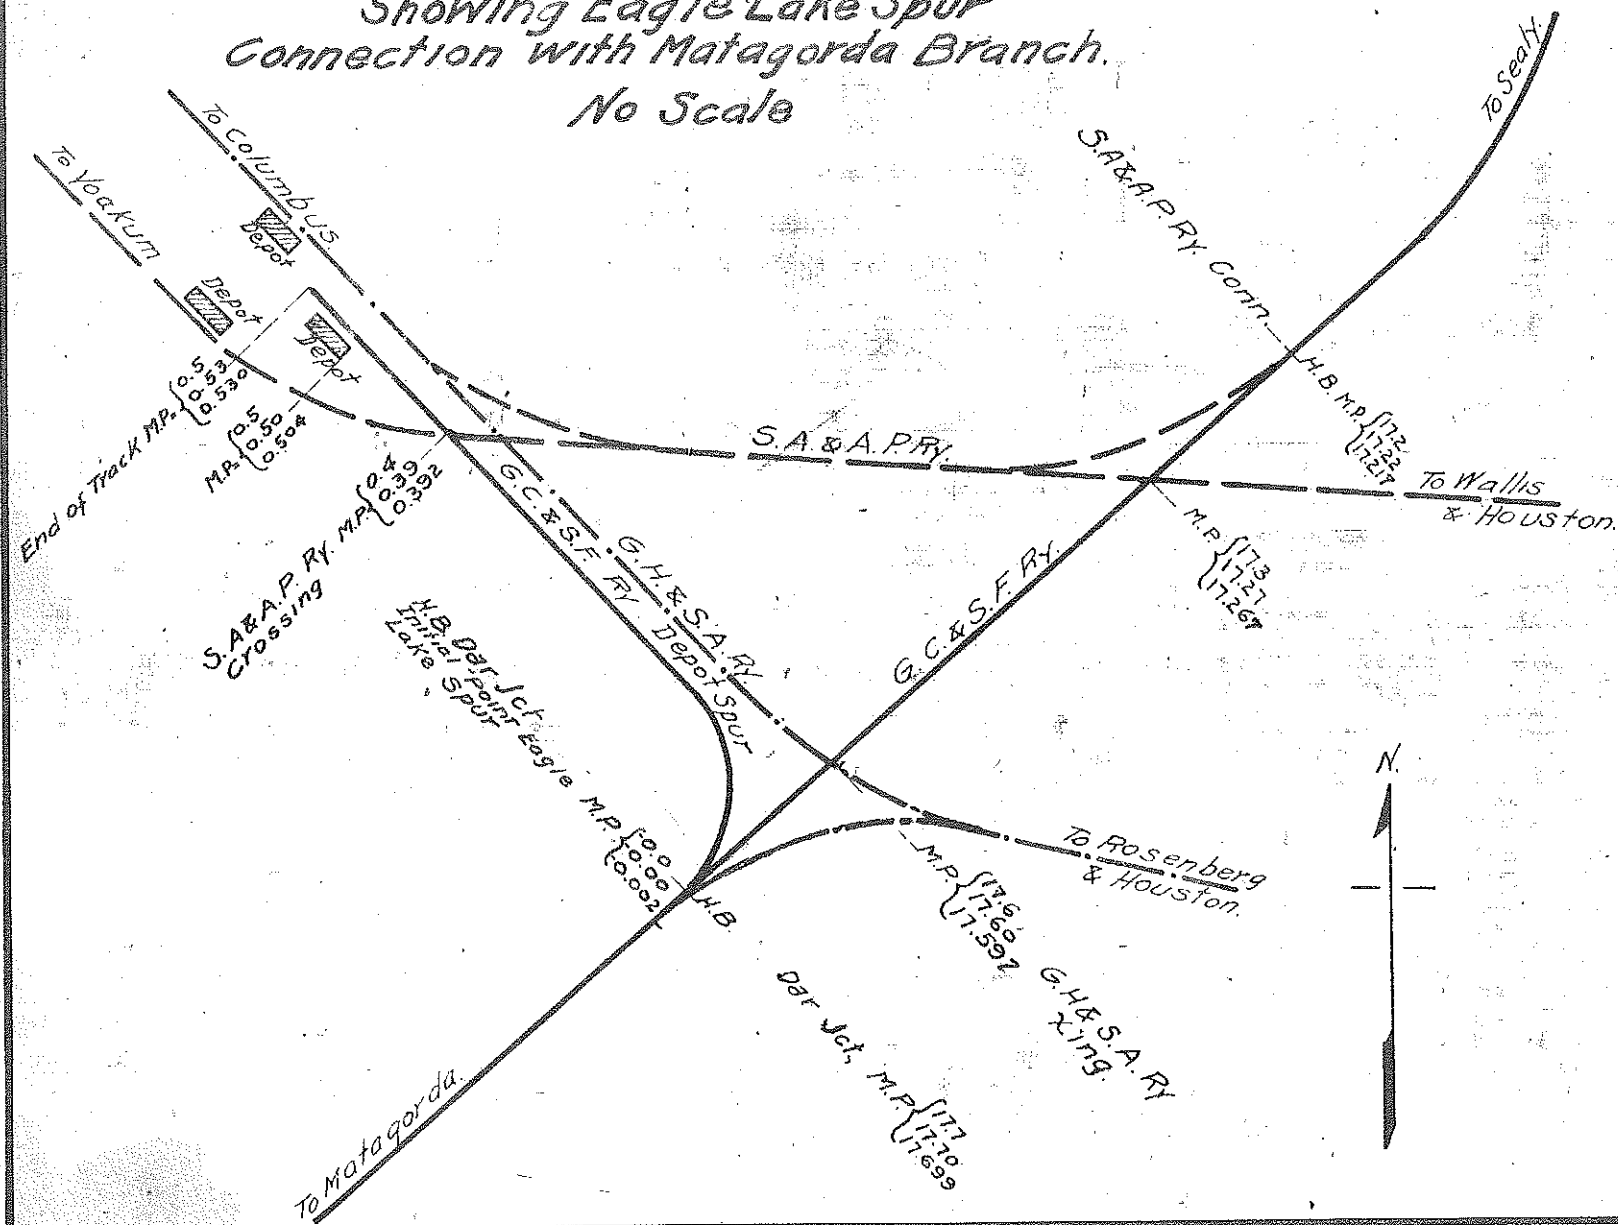 Showing Eagle Lake Spur
Connection with Matagorda Branch.
No Scale
To Columbus.
To Yoakum
Depot
Depot
Depot
To Sealy.
S.A&A.P. RY. Conn.
H.B. M.P. {17.2
17.22
17.217
S.A. & A.P. RY.
To Wallis
& Houston.
M.P. {17.3
17.27
17.267
End of Track M.P. {0.5
0.53
0.530
M.P. {0.5
0.50
0.504
S.A&A.P. Ry. M.P. {0.4
Crossing
0.39
0.392
G.C. & S.F. RY Depot Spur
G.H. & S.A. Ry.
G.C. & S.F. RY.
H.B. Dar Jct
Initial point Eagle
Lake Spur
M.P. {0.0
0.00
0.002
H.B.
N.
To Rosenberg
& Houston.
M.P. {17.6
17.60
17.597
G.H&S.A. RY
Xing.
Dar Jct, M.P. {17.7
17.70
17.699
To Matagorda.